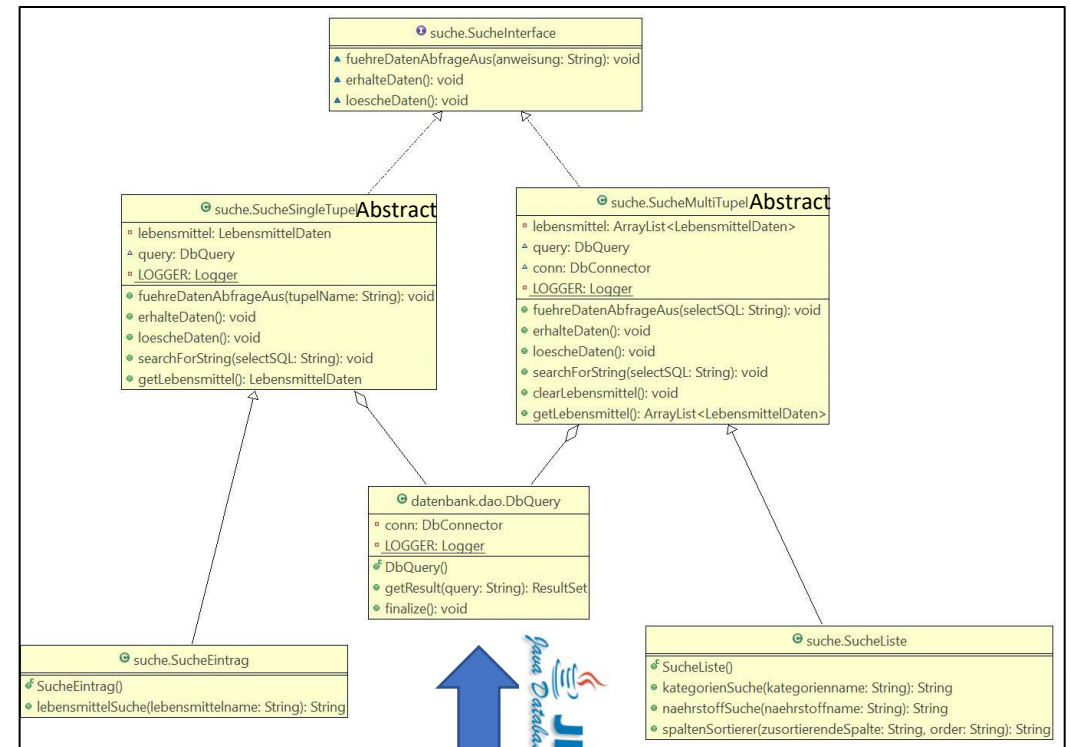 suche.SucheInterface
fuehreDatenAbfrageAus(anweisung: String): void
erhalteDaten(): void
loescheDaten(): void
suche.SucheSingleTupel Abstract
lebensmittel: LebensmittelDaten
query: DbQuery
LOGGER: Logger
fuehreDatenAbfrageAus(tupelName: String): void
erhalteDaten(): void
loescheDaten(): void
searchForString(selectSQL: String): void
getLebensmittel(): LebensmittelDaten
suche.SucheMultiTupel Abstract
lebensmittel: ArrayList<LebensmittelDaten>
query: DbQuery
conn: DbConnector
LOGGER: Logger
fuehreDatenAbfrageAus(selectSQL: String): void
erhalteDaten(): void
loescheDaten(): void
searchForString(selectSQL: String): void
clearLebensmittel(): void
getLebensmittel(): ArrayList<LebensmittelDaten>
datenbank.dao.DbQuery
conn: DbConnector
LOGGER: Logger
DbQuery()
getResult(query: String): ResultSet
finalize(): void
suche.SucheEintrag
SucheEintrag()
lebensmittelSuche(lebensmittelname: String): String
Java
suche.SucheListe
SucheListe()
kategorienSuche(kategorienname: String): String
naehrstoffSuche(naehrstoffname: String): String
spaltenSortierer(zusortierendeSpalte: String, order: String): String